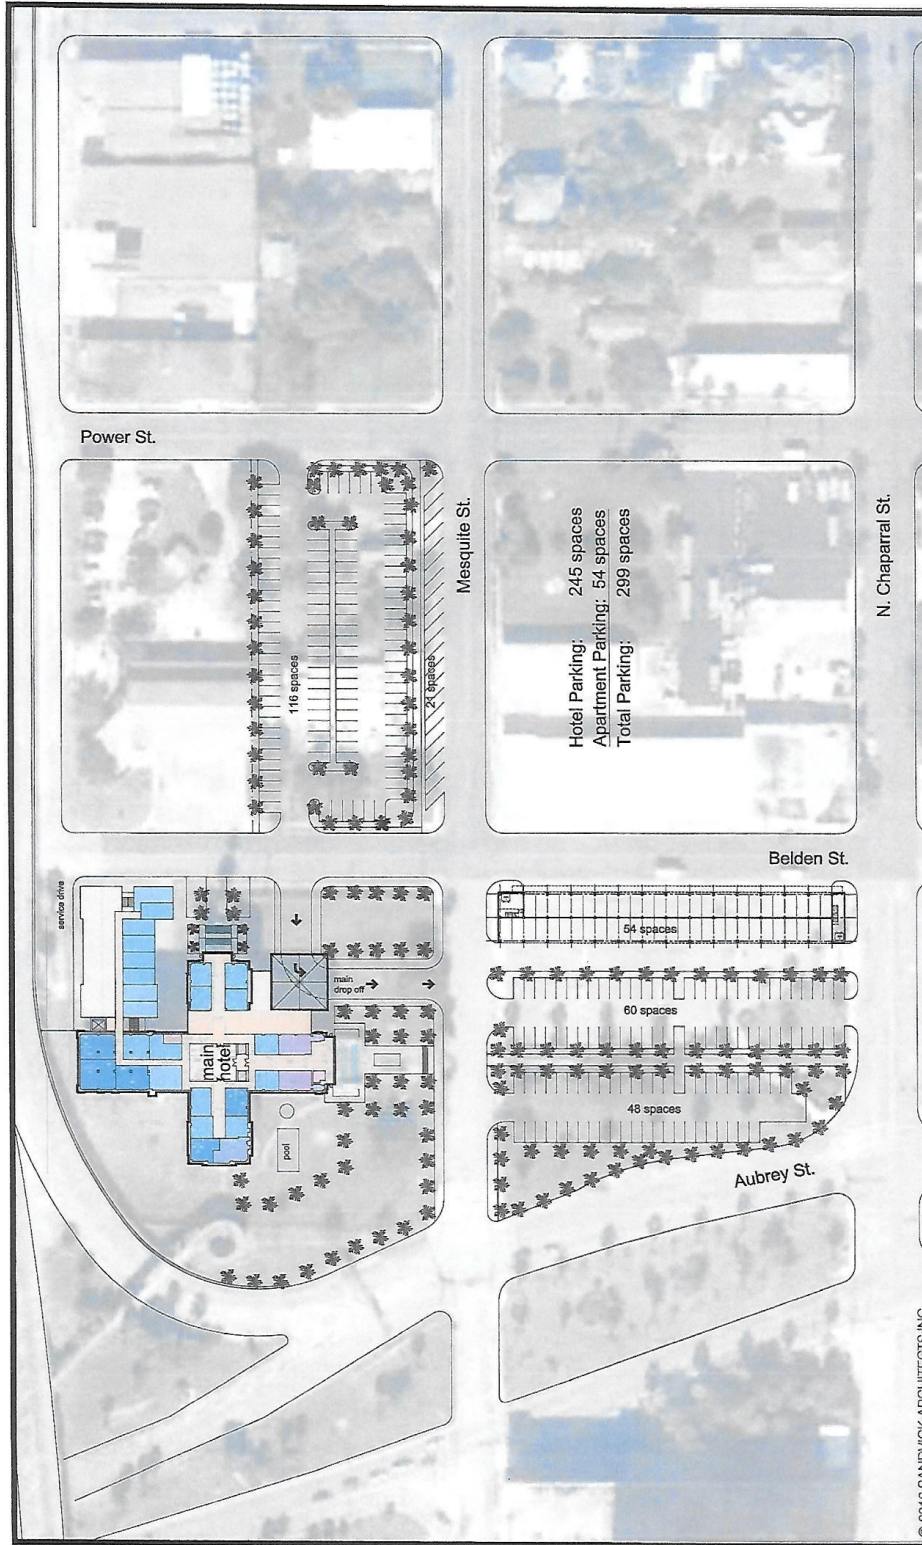 Power St.
116 spaces
21 spaces
Mesquite St.
Hotel Parking: 245 spaces
Apartment Parking: 54 spaces
Total Parking: 299 spaces
N. Chaparral St.
Belden St.
service drive
main
drop off
main
hotel
pool
54 spaces
60 spaces
48 spaces
Aubrey St.